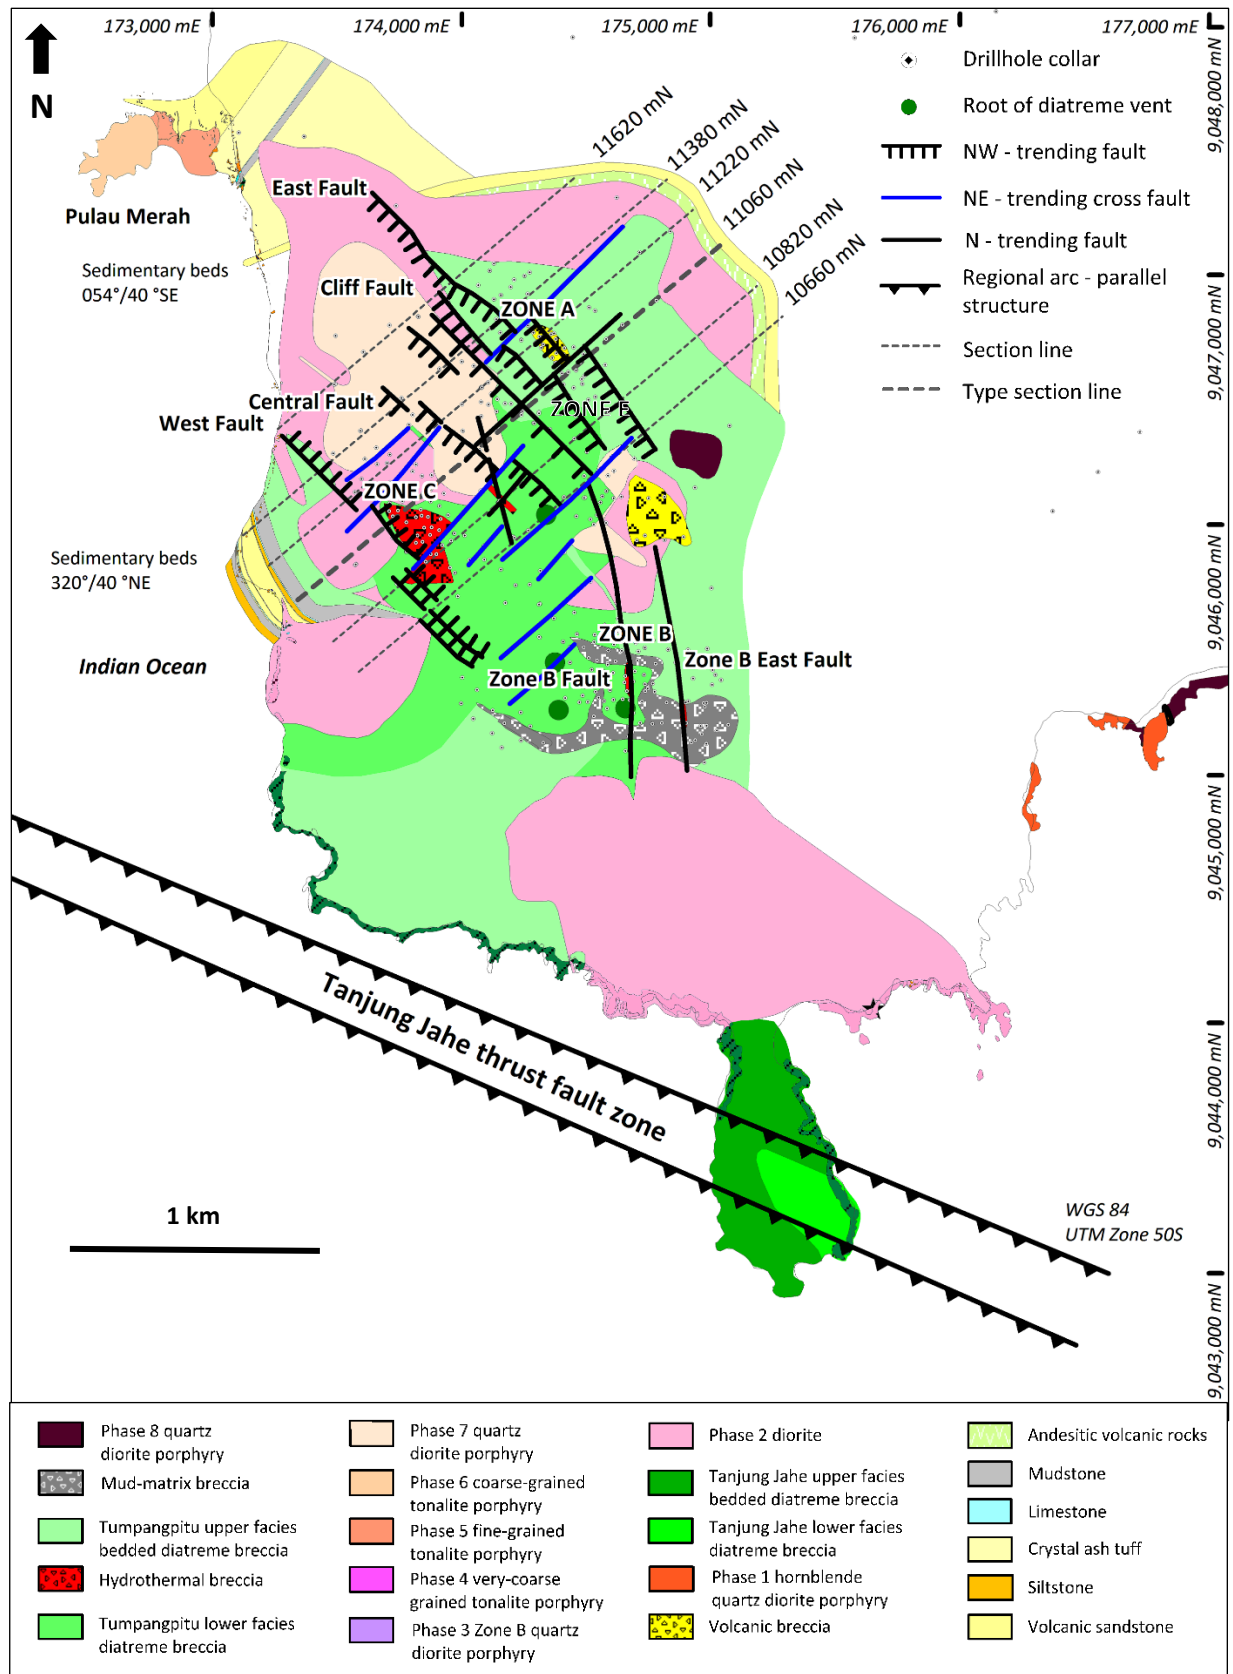 173,000 mE
174,000 mE
175,000 mE
176,000 mE
177,000 mE
N
9,048,000 mN
9,047,000 mN
9,046,000 mN
9,045,000 mN
9,044,000 mN
9,043,000 mN
Drillhole collar
Root of diatreme vent
NW - trending fault
NE - trending cross fault
N - trending fault
Regional arc - parallel
structure
Section line
Type section line
11620 mN
11380 mN
11220 mN
11060 mN
10820 mN
10660 mN
East Fault
Pulau Merah
Sedimentary beds
054°/40 °SE
Cliff Fault
ZONE A
Central Fault
ZONE E
West Fault
ZONE C
Sedimentary beds
320°/40 °NE
Indian Ocean
ZONE B
Zone B Fault
Zone B East Fault
Tanjung Jahe thrust fault zone
1 km
WGS 84
UTM Zone 50S
Phase 8 quartz
diorite porphyry
Mud-matrix breccia
Tumpangpitu upper facies
bedded diatreme breccia
Hydrothermal breccia
Tumpangpitu lower facies
diatreme breccia
Phase 7 quartz
diorite porphyry
Phase 6 coarse-grained
tonalite porphyry
Phase 5 fine-grained
tonalite porphyry
Phase 4 very-coarse
grained tonalite porphyry
Phase 3 Zone B quartz
diorite porphyry
Phase 2 diorite
Tanjung Jahe upper facies
bedded diatreme breccia
Tanjung Jahe lower facies
diatreme breccia
Phase 1 hornblende
quartz diorite porphyry
Volcanic breccia
Andesitic volcanic rocks
Mudstone
Limestone
Crystal ash tuff
Siltstone
Volcanic sandstone